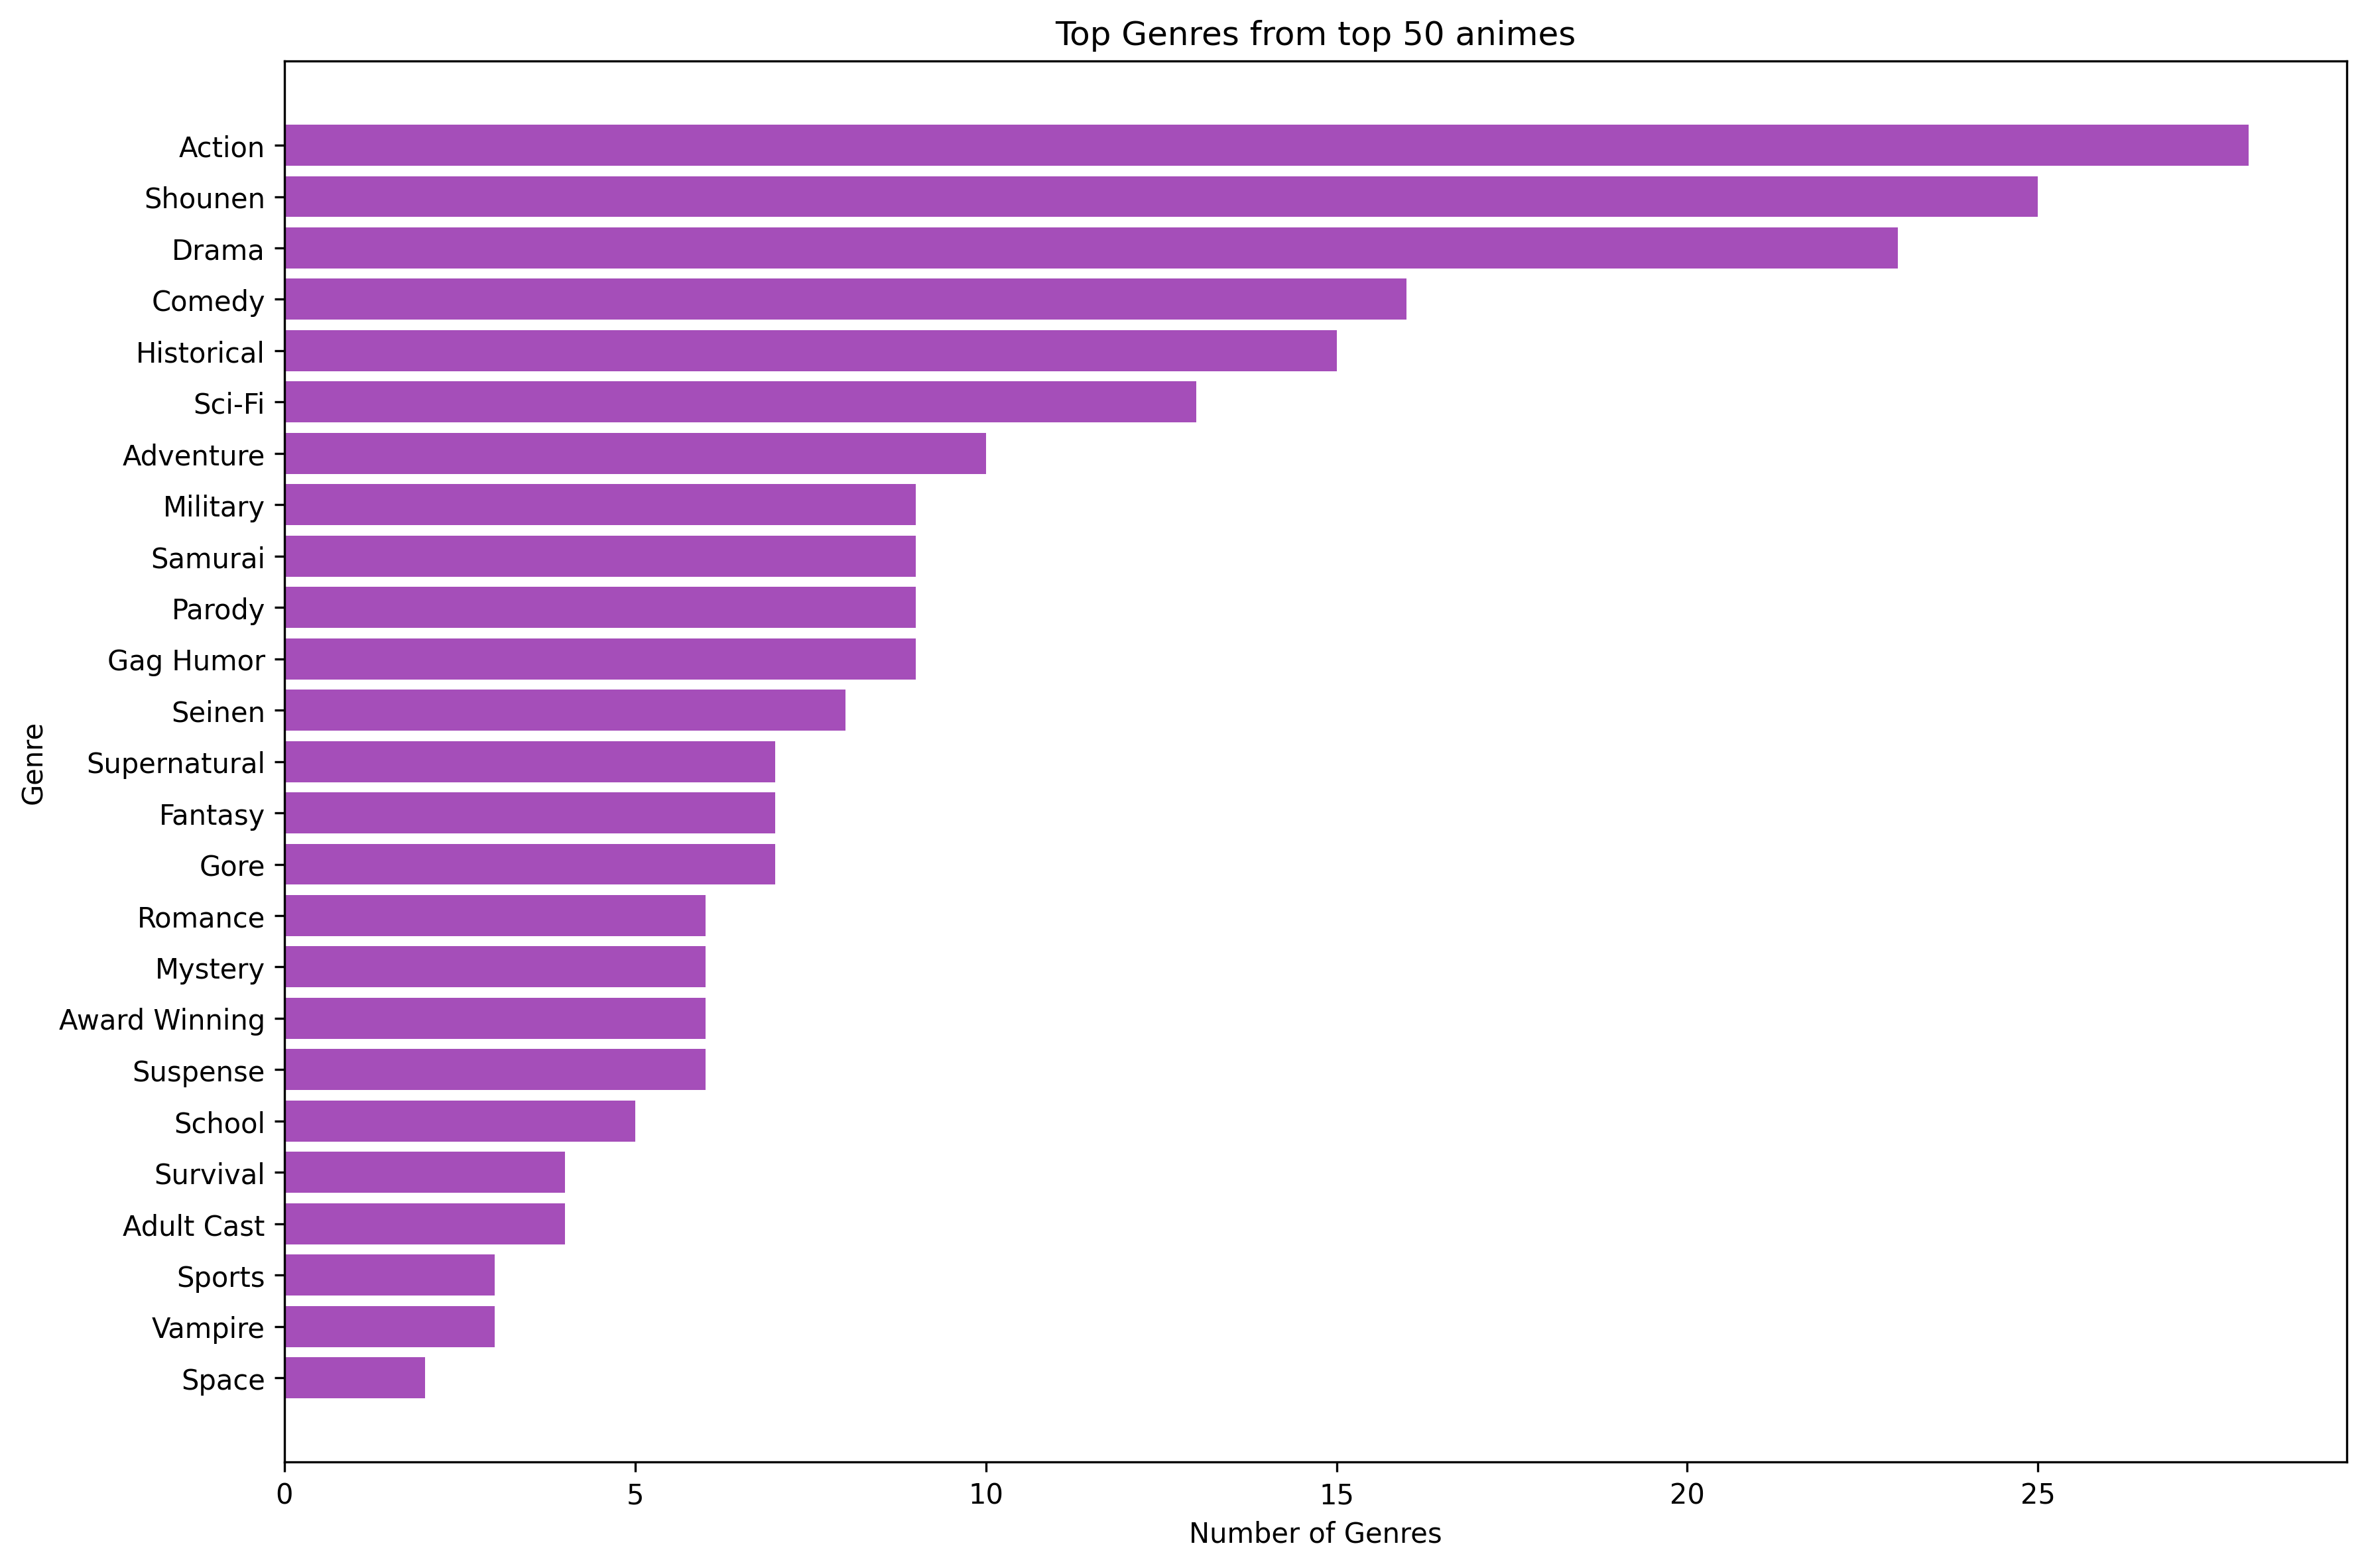 Top Genres from top 50 animes
Action
Shounen
Drama
Comedy
Historical
Sci-Fi
Adventure
Military
Samurai
Parody
Gag Humor
Seinen
Supernatural
Fantasy
Gore
Romance
Mystery
Award Winning
Suspense
School
Survival
Adult Cast
Sports
Vampire
Space
Genre
0 5 10 15 20 25
Number of Genres